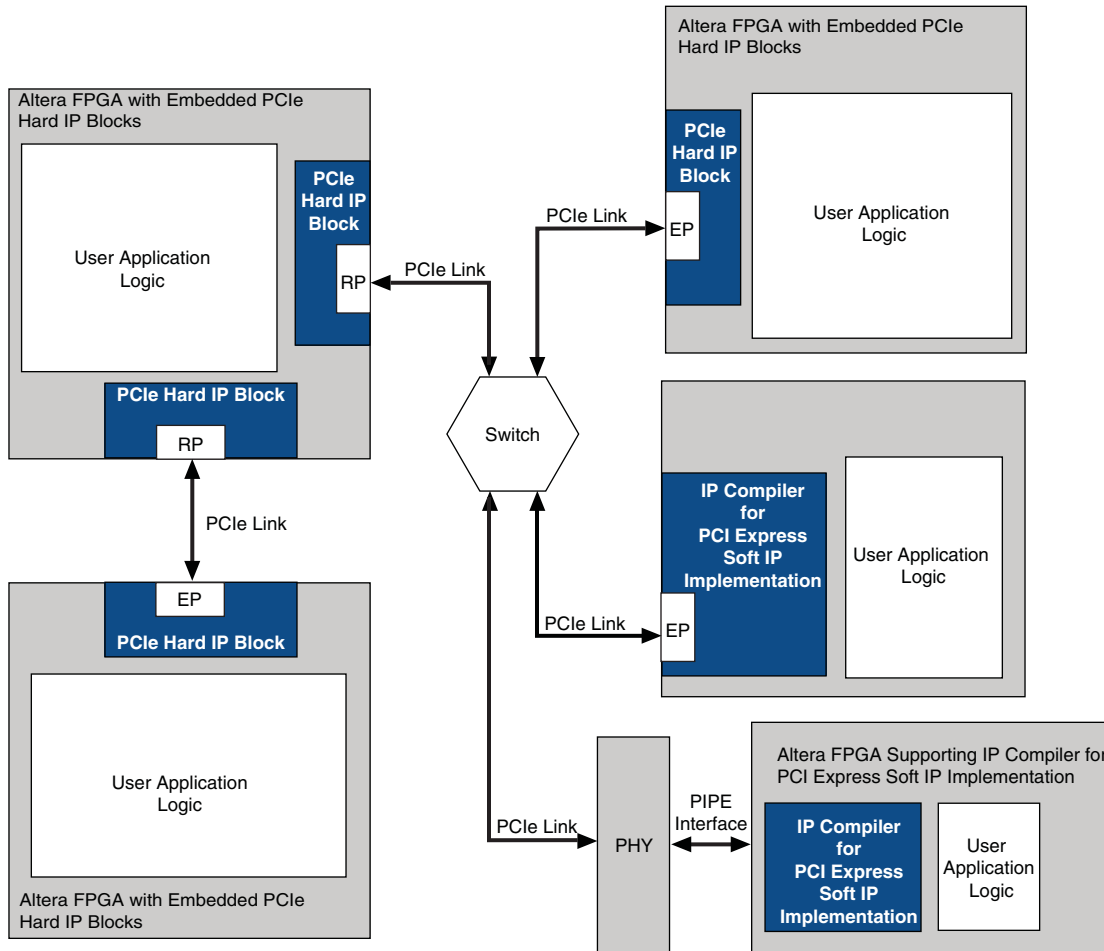 Altera FPGA with Embedded PCIe
Hard IP Blocks
User Application
Logic
PCIe
Hard IP
Block
RP
PCIe Link
PCIe Hard IP Block
RP
PCIe Link
EP
PCIe Hard IP Block
User Application
Logic
Altera FPGA with Embedded PCIe
Hard IP Blocks
Switch
Altera FPGA with Embedded PCIe
Hard IP Blocks
PCIe
Hard IP
Block
EP
PCIe Link
User Application
Logic
IP Compiler
for
PCI Express
Soft IP
Implementation
EP
PCIe Link
User Application
Logic
PCIe Link
PHY
PIPE
Interface
Altera FPGA Supporting IP Compiler for
PCI Express Soft IP Implementation
IP Compiler
for
PCI Express
Soft IP
Implementation
User
Application
Logic